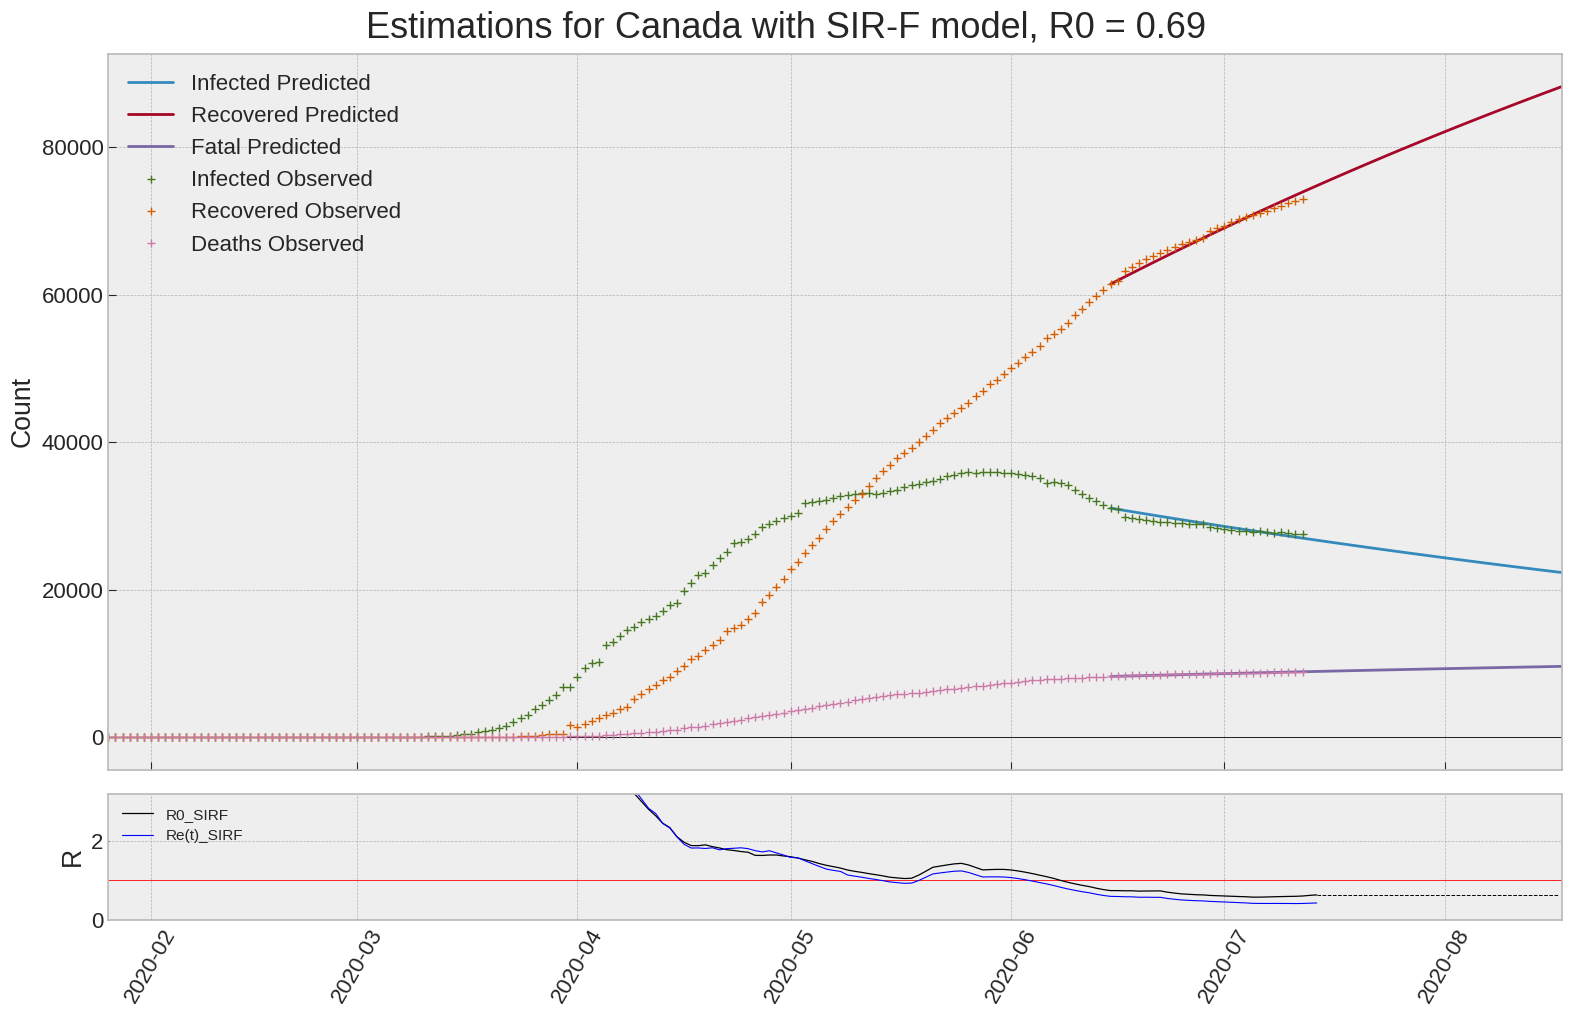 Estimations for Canada with SIR-F model, R0 = 0.69
Infected Predicted
Recovered Predicted
Fatal Predicted
Infected Observed
Recovered Observed
Deaths Observed
80000
60000
40000
20000
0
Count
R0_SIRF
Re(t)_SIRF
2
0
R
2020-02
2020-03
2020-04
2020-05
2020-06
2020-07
2020-08